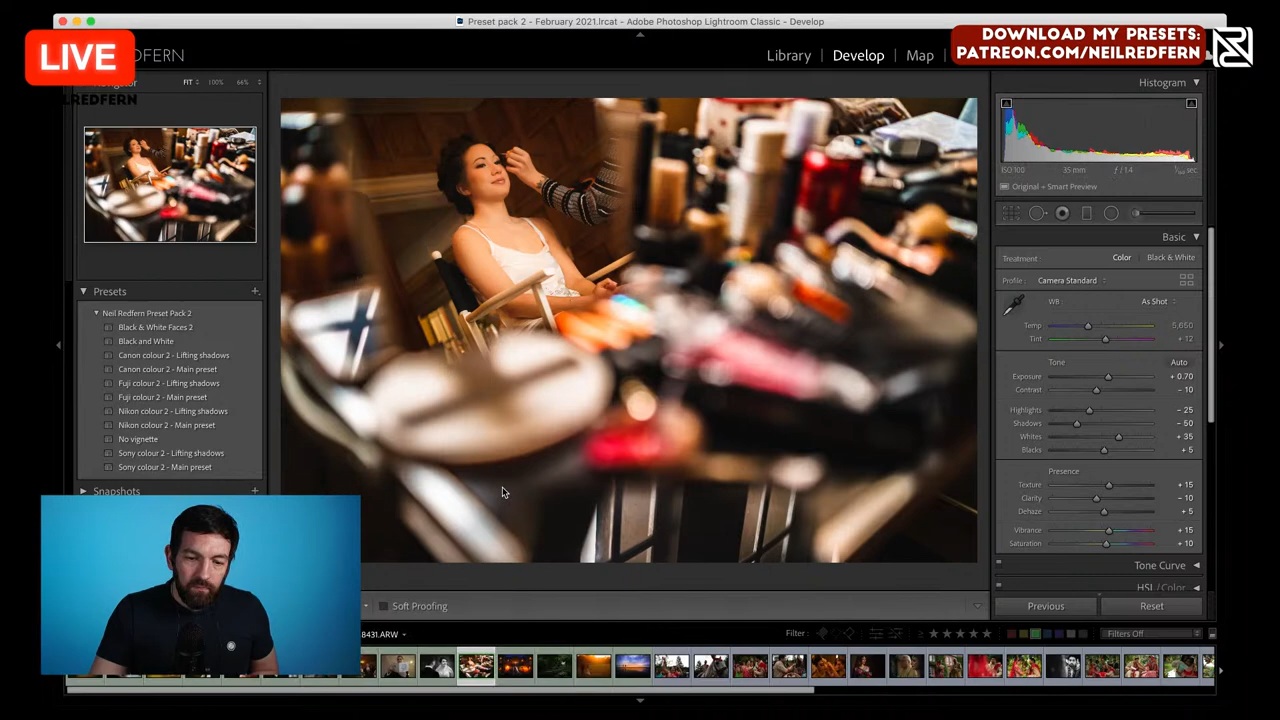 Preset pack 2 - February 2021.lrcat - Adobe Photoshop Lightroom Classic - Develop
LIVE
DOWNLOAD MY PRESETS:
PATREON.COM/NEILREDFERN
Library | Develop | Map
FIT 100% 66%
Histogram
ISO 100 35 mm ƒ / 1.4
Original + Smart Preview
Basic
Treatment: Color Black & White
Profile: Camera Standard
WB: As Shot
Temp 5,650
Tint + 12
Tone Auto
Exposure + 0.70
Contrast - 10
Highlights - 25
Shadows - 50
Whites + 35
Blacks + 5
Presence
Texture + 15
Clarity - 10
Dehaze + 5
Vibrance + 15
Saturation + 10
Tone Curve
HSL / Color
Previous Reset
Presets +
Neil Redfern Preset Pack 2
Black & White Faces 2
Black and White
Canon colour 2 - Lifting shadows
Canon colour 2 - Main preset
Fuji colour 2 - Lifting shadows
Fuji colour 2 - Main preset
Nikon colour 2 - Lifting shadows
Nikon colour 2 - Main preset
No vignette
Sony colour 2 - Lifting shadows
Sony colour 2 - Main preset
Snapshots +
Soft Proofing
8431.ARW
Filter: Filters Off